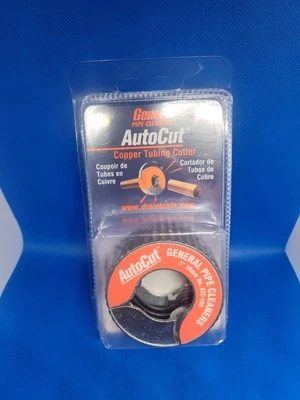 General
PIPE CLEANERS
AutoCut
Copper Tubing Cutter
Coupoir de
Tubes en
Cuivre
Cortador de
Tubos de
Cobre
www.drainbrain.com
AutoCut
GENERAL PIPE CLEANERS